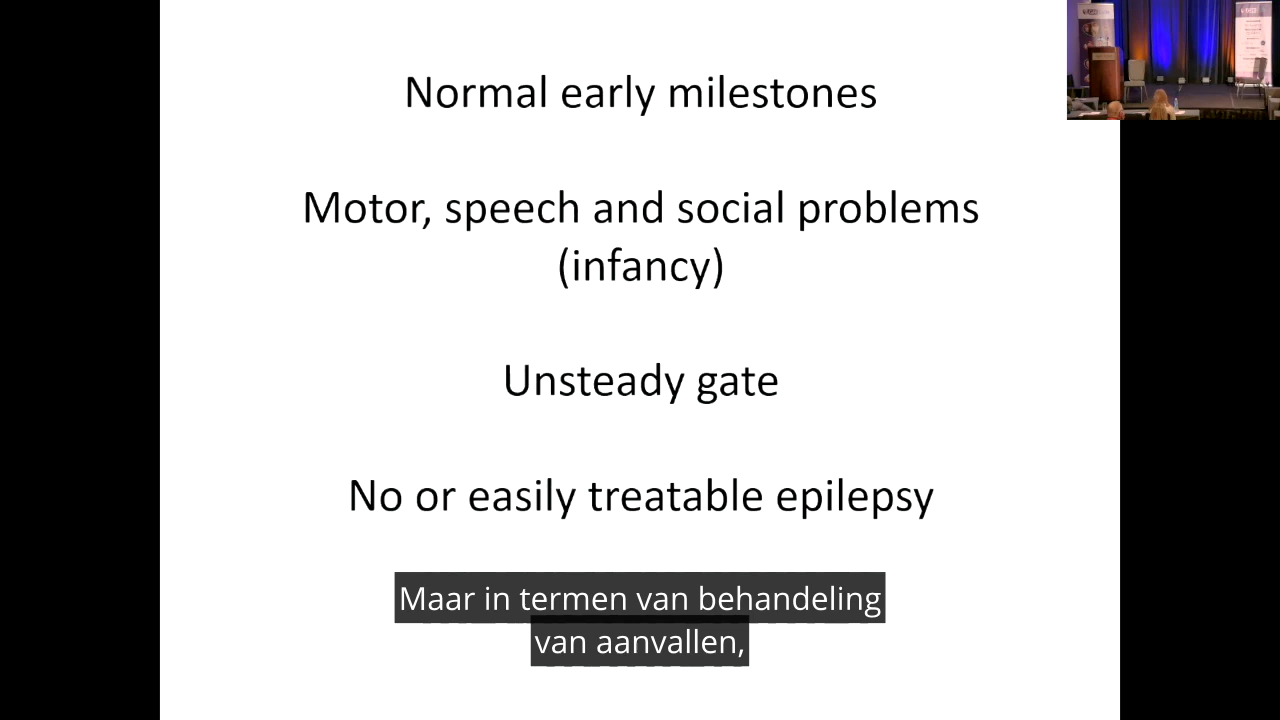 Normal early milestones
Motor, speech and social problems
(infancy)
Unsteady gate
No or easily treatable epilepsy
Maar in termen van behandeling
van aanvallen,